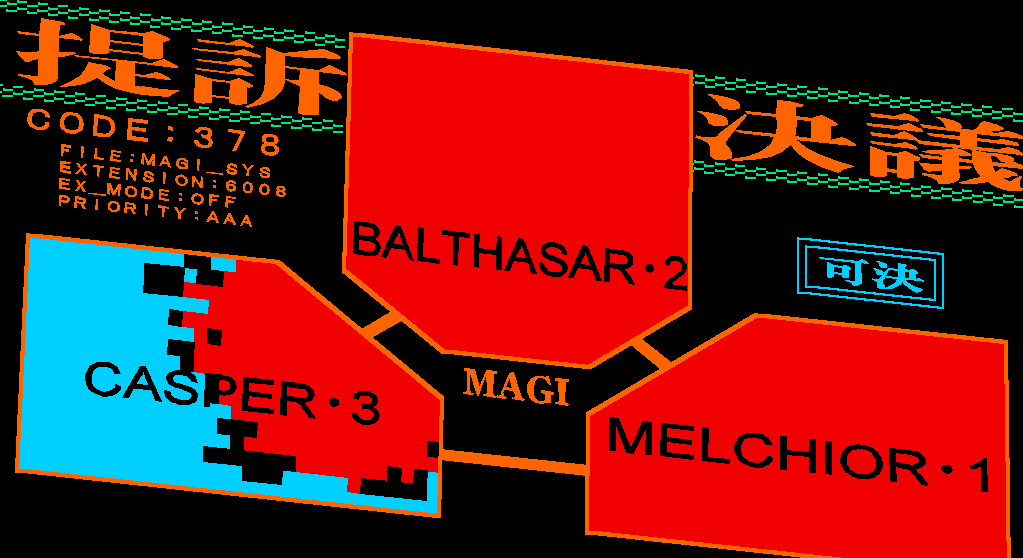 提訴
決議
CODE:378
FILE:MAGI_SYS
EXTENSION:6008
EX_MODE:OFF
PRIORITY:AAA
BALTHASAR・2
可決
CASPER・3
MAGI
MELCHIOR・1